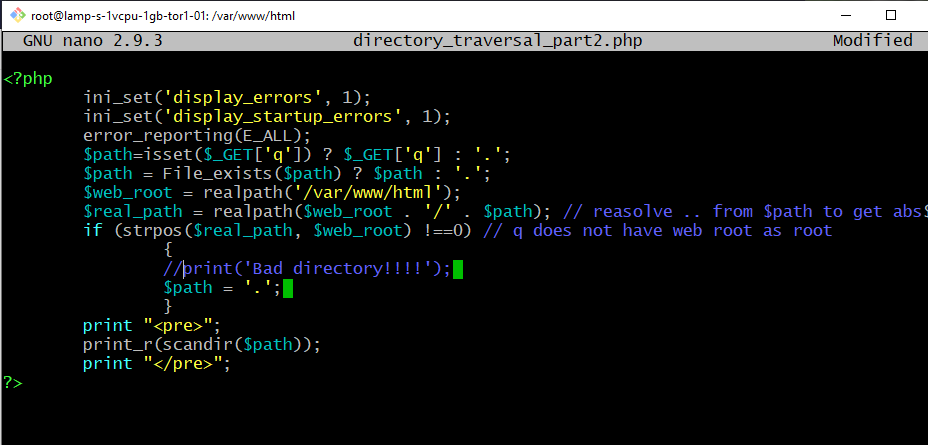 root@lamp-s-1vcpu-1gb-tor1-01: /var/www/html
GNU nano 2.9.3 directory_traversal_part2.php Modified
<?php
ini_set('display_errors', 1);
ini_set('display_startup_errors', 1);
error_reporting(E_ALL);
$path=isset($_GET['q']) ? $_GET['q'] : '.';
$path = File_exists($path) ? $path : '.';
$web_root = realpath('/var/www/html');
$real_path = realpath($web_root . '/' . $path); // reasolve .. from $path to get abs$
if (strpos($real_path, $web_root) !==0) // q does not have web root as root
{
//print('Bad directory!!!!');
$path = '.';
}
print "<pre>";
print_r(scandir($path));
print "</pre>";
?>